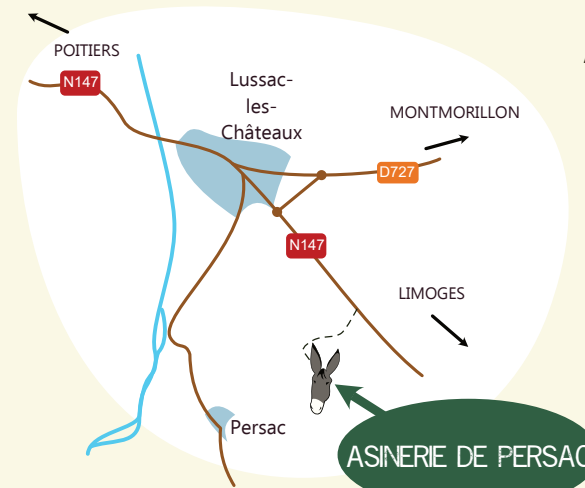 POITIERS
N147
Lussac-
les-
Châteaux
MONTMORILLON
D727
N147
LIMOGES
Persac
ASINERIE DE PERSAC